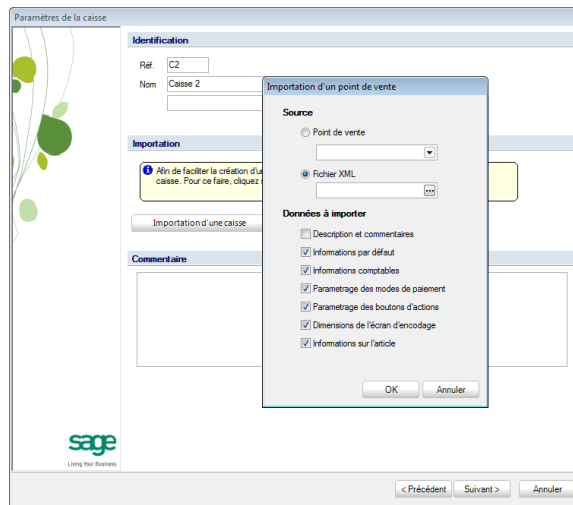 Paramètres de la caisse
Identification
Réf. C2
Nom Caisse 2
Importation
Afin de faciliter la création d'u
caisse. Pour ce faire, cliquez
Importation d'une caisse
Commentaire
Importation d'un point de vente
Source
Point de vente
Fichier XML
...
Données à importer
Description et commentaires
Informations par défaut
Informations comptables
Parametrage des modes de paiement
Parametrage des boutons d'actions
Dimensions de l'écran d'encodage
Informations sur l'article
OK Annuler
sage
Living Your Business
< Précédent Suivant > Annuler